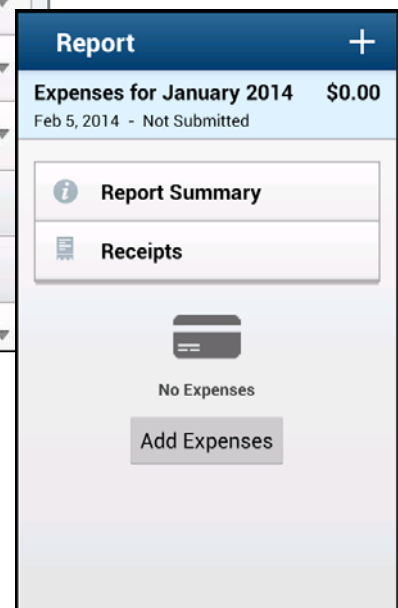 Report +
Expenses for January 2014 $0.00
Feb 5, 2014 - Not Submitted
Report Summary
Receipts
No Expenses
Add Expenses